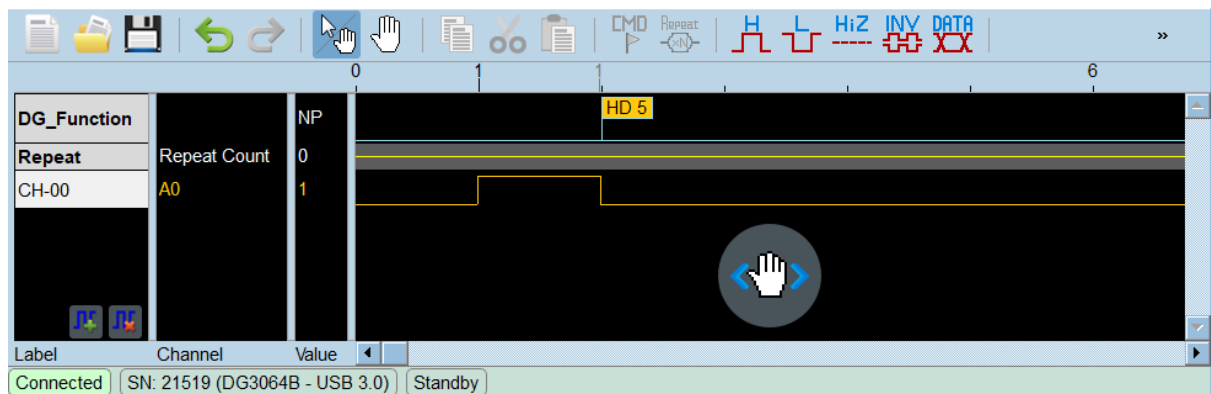 CMD Repeat xN H L HiZ INV DATA »
0 1 1 6
DG_Function NP HD 5
Repeat Repeat Count 0
CH-00 A0 1
Label Channel Value
Connected SN: 21519 (DG3064B - USB 3.0) Standby